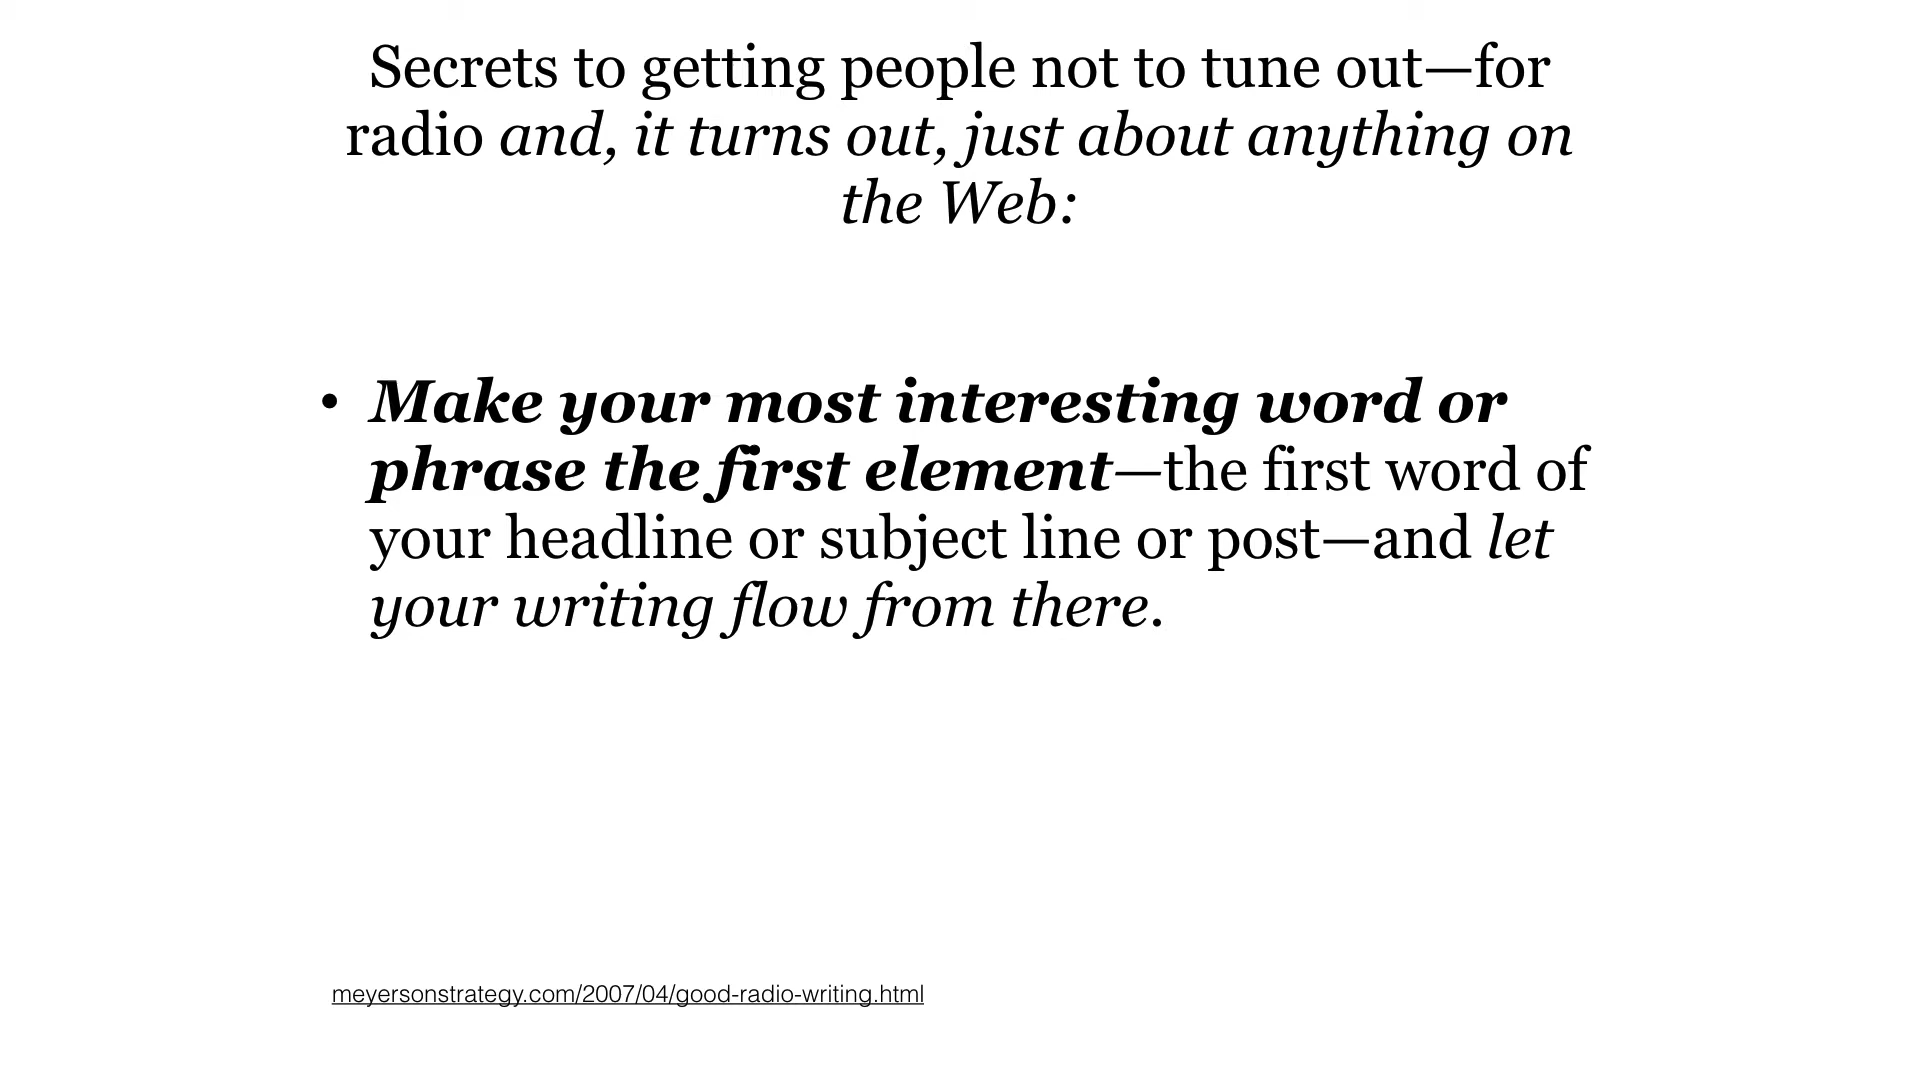 Secrets to getting people not to tune out—for
radio and, it turns out, just about anything on
the Web:
• Make your most interesting word or
phrase the first element—the first word of
your headline or subject line or post—and let
your writing flow from there.
meyersonstrategy.com/2007/04/good-radio-writing.html